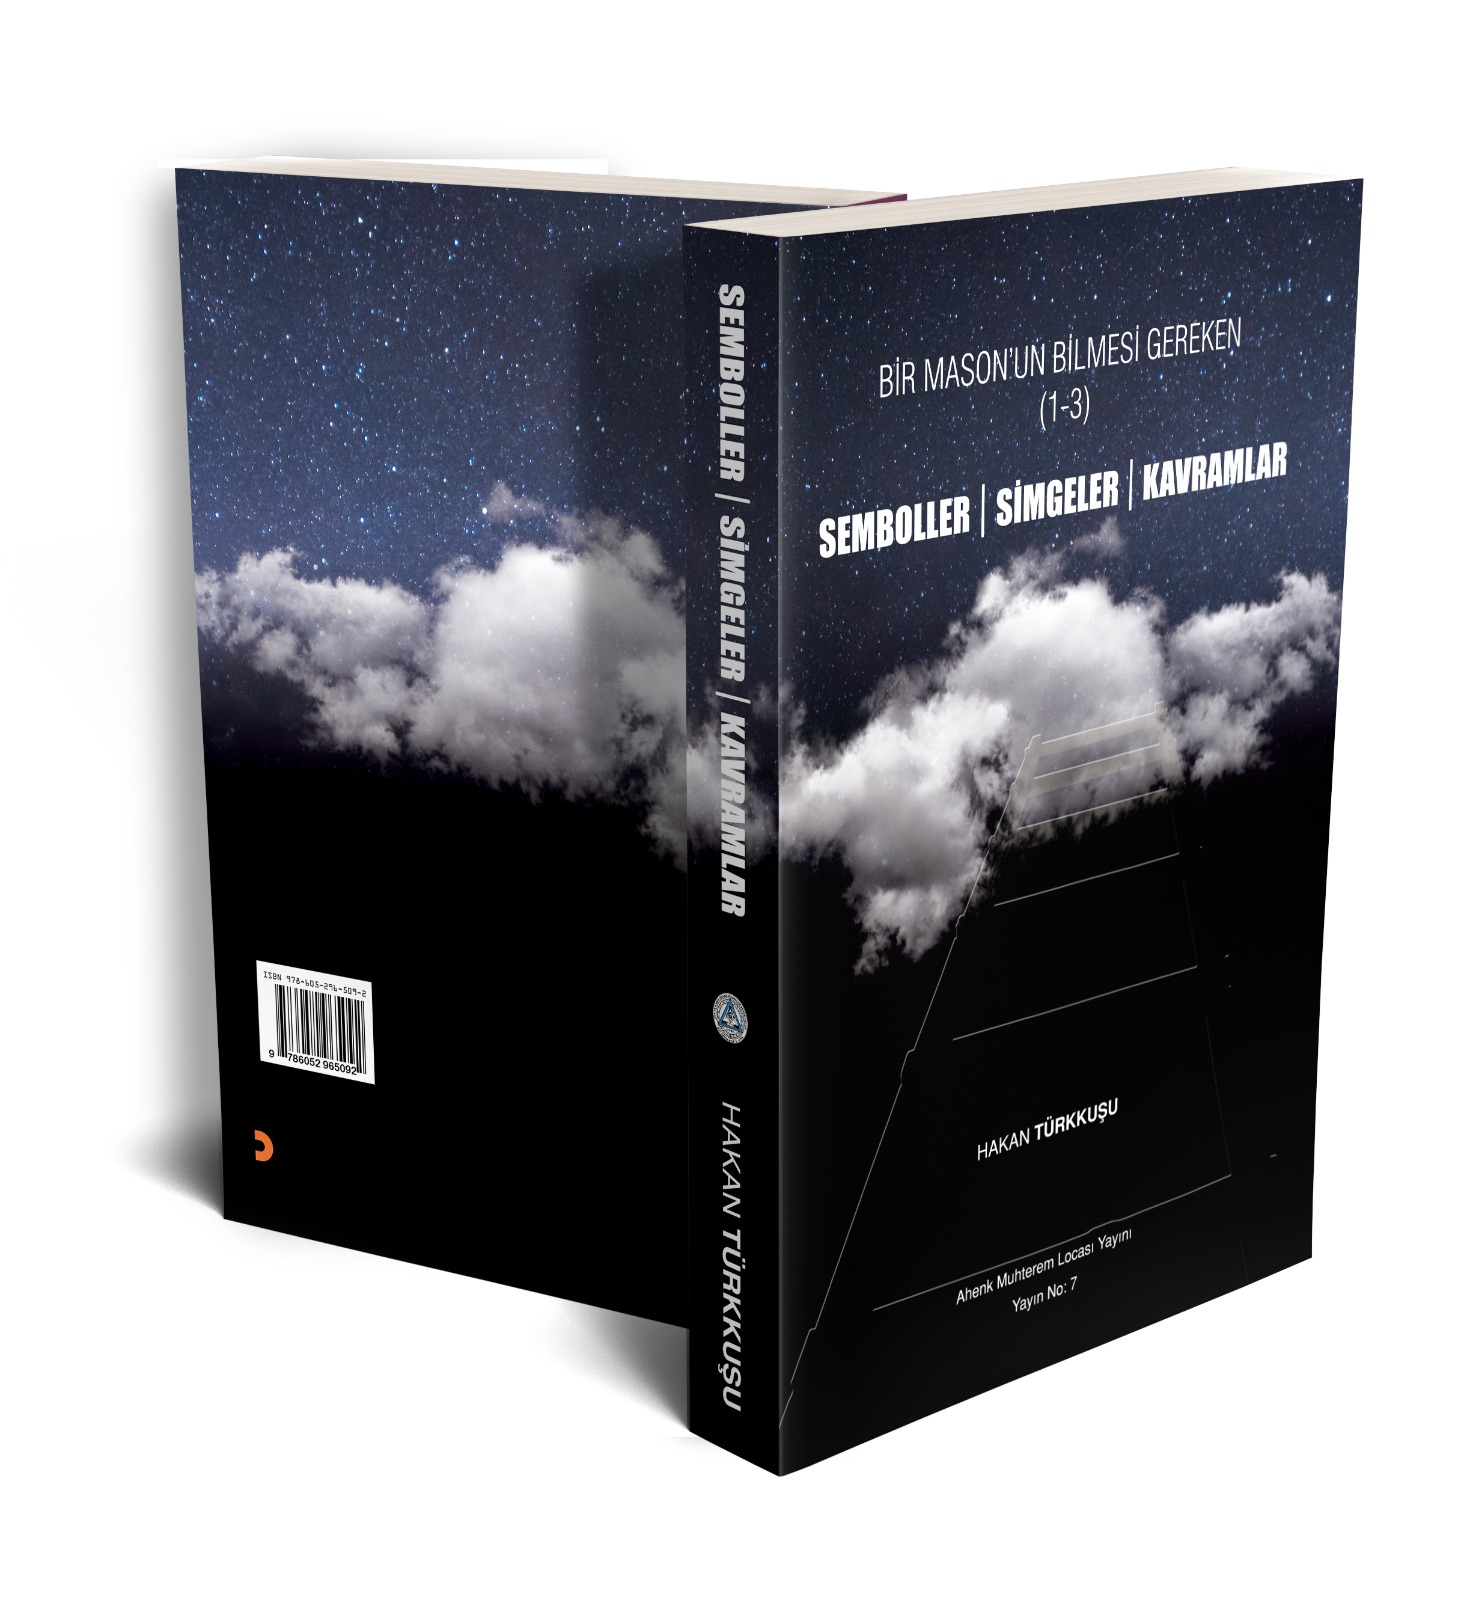 BİR MASON'UN BİLMESİ GEREKEN
(1-3)
SEMBOLLER | SİMGELER | KAVRAMLAR
HAKAN TÜRKKUŞU
Ahenk Muhterem Locası Yayını
Yayın No: 7
SEMBOLLER | SİMGELER | KAVRAMLAR
HAKAN TÜRKKUŞU
ISBN 978-605-296-509-2
9 786052 965092